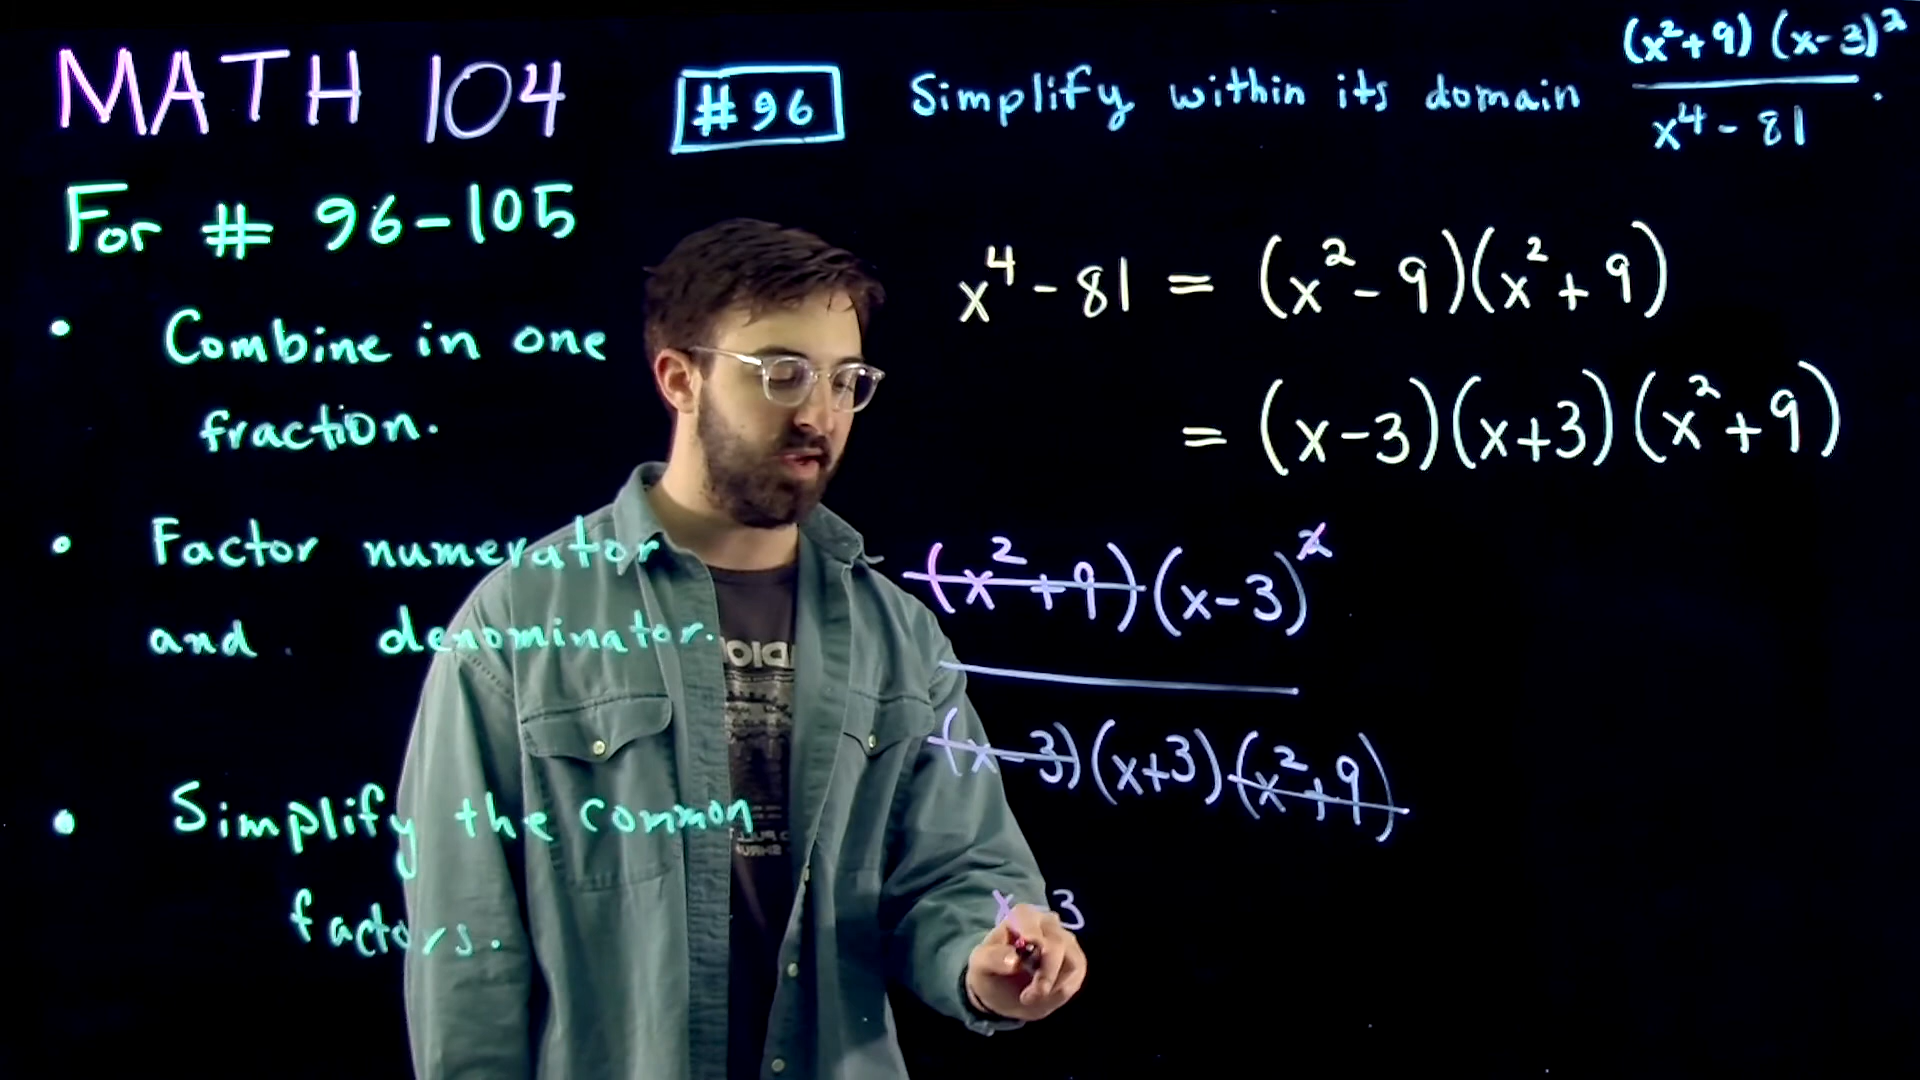 MATH 104
#96 Simplify within its domain (x²+9)(x-3)² / x⁴-81.
For # 96-105
• Combine in one
fraction.
• Factor numerator
and denominator.
• Simplify the common
factors.
x⁴-81 = (x²-9)(x²+9)
= (x-3)(x+3)(x²+9)
(x²+9)(x-3)²
(x-3)(x+3)(x²+9)
x-3